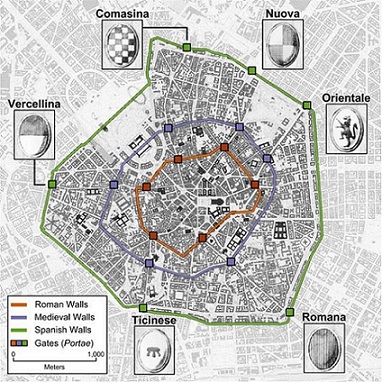 Comasina
Nuova
Vercellina
Orientale
Roman Walls
Medieval Walls
Spanish Walls
Gates (Portae)
0 1,000
Meters
Ticinese
Romana